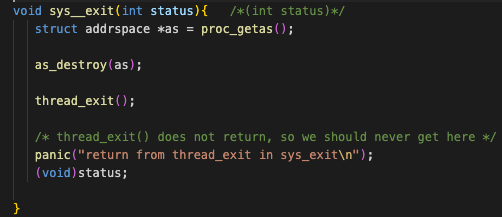 void sys__exit(int status){   /*(int status)*/
   struct addrspace *as = proc_getas();
   as_destroy(as);
   thread_exit();
   /* thread_exit() does not return, so we should never get here */
   panic("return from thread_exit in sys_exit\n");
   (void)status;
}